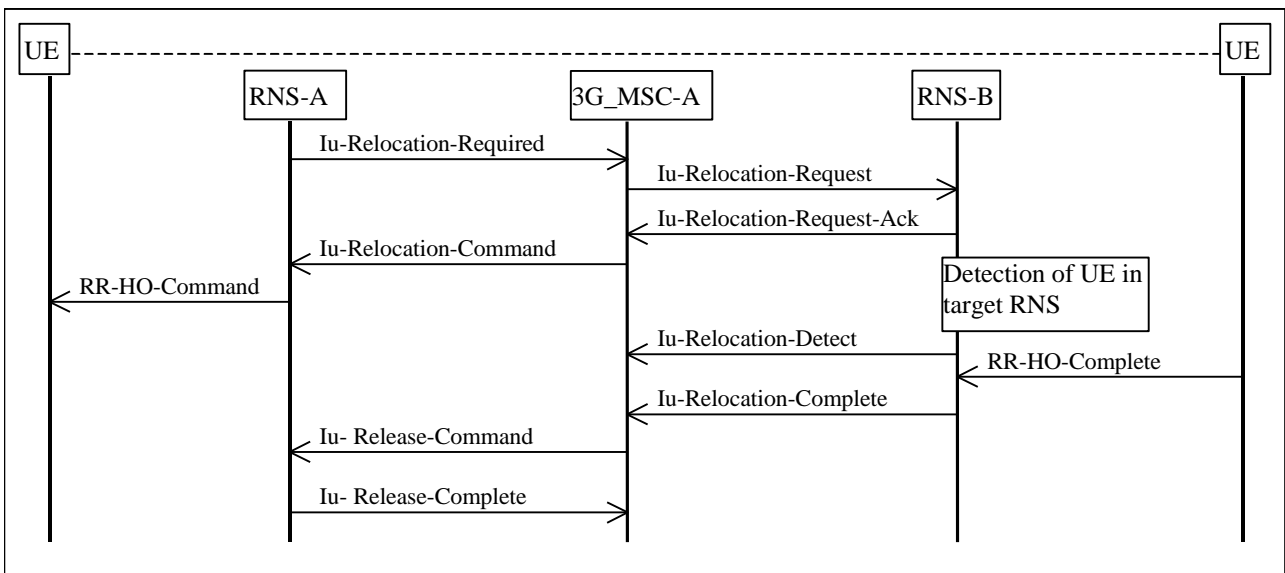 UE
UE
RNS-A
3G_MSC-A
RNS-B
Iu-Relocation-Required
Iu-Relocation-Request
Iu-Relocation-Request-Ack
Iu-Relocation-Command
RR-HO-Command
Detection of UE in
target RNS
Iu-Relocation-Detect
RR-HO-Complete
Iu-Relocation-Complete
Iu- Release-Command
Iu- Release-Complete